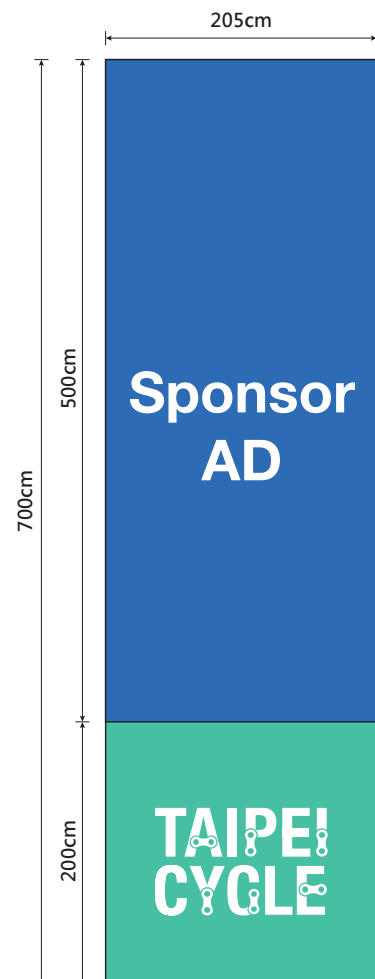 205cm
500cm
700cm
Sponsor
AD
200cm
TAIPEI
CYCLE